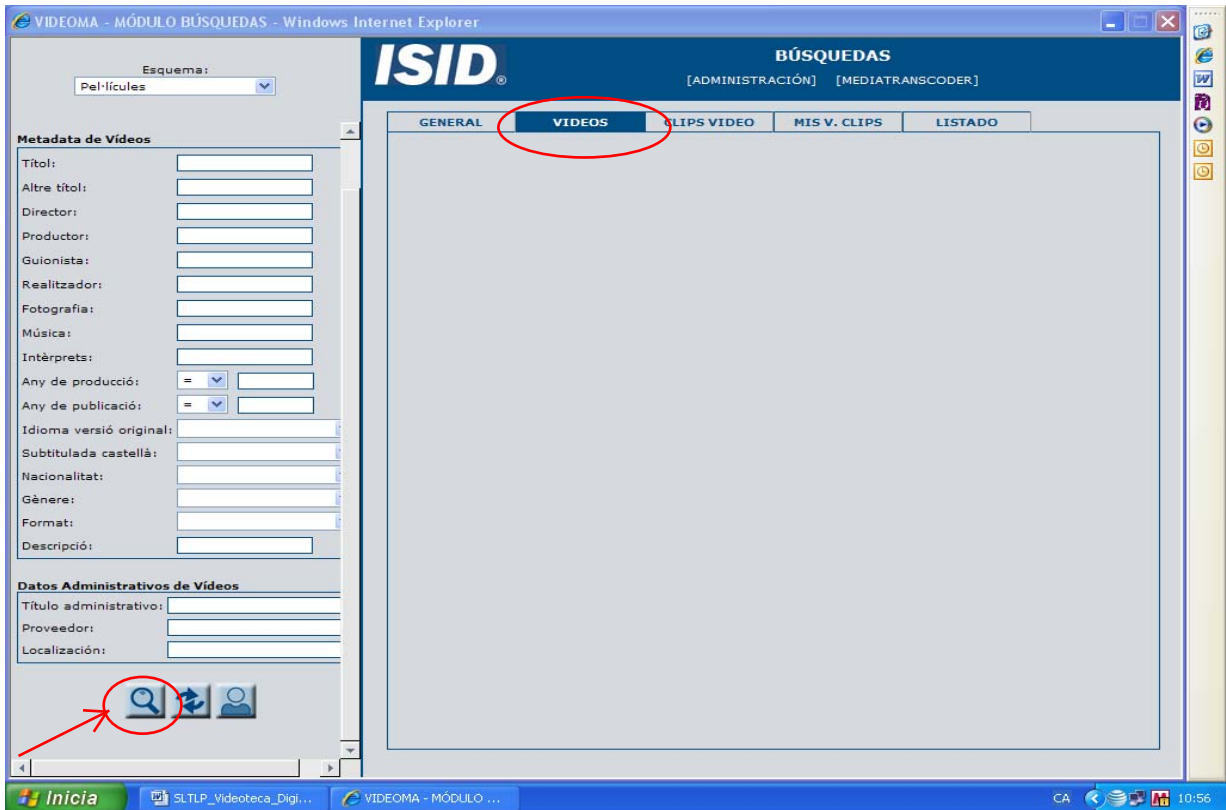 VIDEOMA - MÓDULO BÚSQUEDAS - Windows Internet Explorer
Esquema:
Pel·lícules
ISID®
BÚSQUEDAS
[ADMINISTRACIÓN] [MEDIATRANSCODER]
GENERAL VIDEOS CLIPS VIDEO MIS V. CLIPS LISTADO
Metadata de Vídeos
Títol:
Altre títol:
Director:
Productor:
Guionista:
Realitzador:
Fotografia:
Música:
Intèrprets:
Any de producció: =
Any de publicació: =
Idioma versió original:
Subtitulada castellà:
Nacionalitat:
Gènere:
Format:
Descripció:
Datos Administrativos de Vídeos
Título administrativo:
Proveedor:
Localización:
Inicia SLTLP_Videoteca_Digi... VIDEOMA - MÓDULO ... CA 10:56